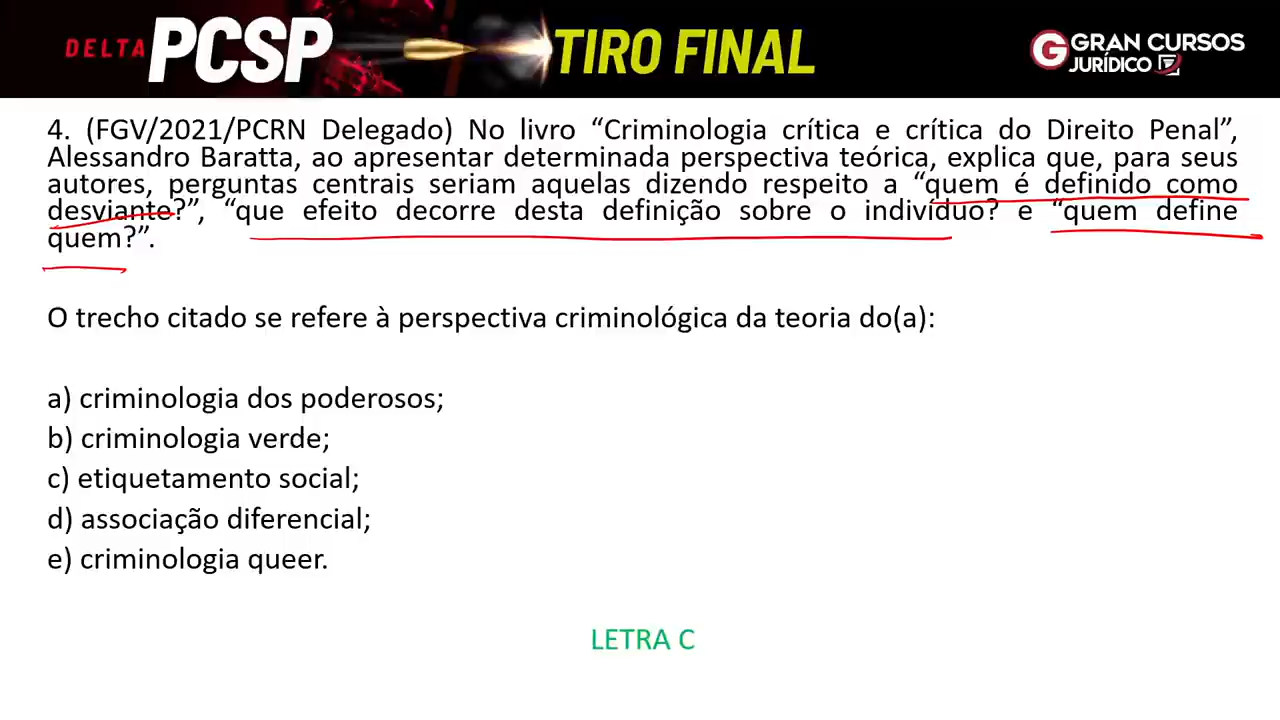 DELTA PCSP TIRO FINAL
GRAN CURSOS
JURÍDICO
4. (FGV/2021/PCRN Delegado) No livro “Criminologia crítica e crítica do Direito Penal”,
Alessandro Baratta, ao apresentar determinada perspectiva teórica, explica que, para seus
autores, perguntas centrais seriam aquelas dizendo respeito a “quem é definido como
desviante?”, “que efeito decorre desta definição sobre o indivíduo? e “quem define
quem?”.
O trecho citado se refere à perspectiva criminológica da teoria do(a):
a) criminologia dos poderosos;
b) criminologia verde;
c) etiquetamento social;
d) associação diferencial;
e) criminologia queer.
LETRA C